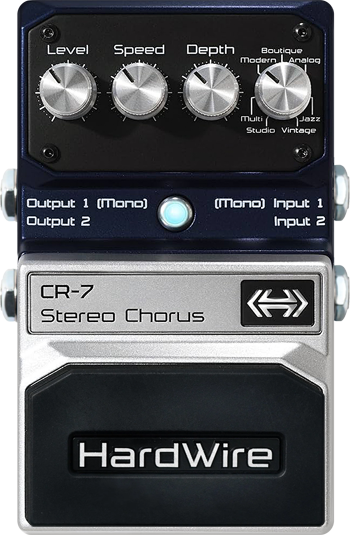 Level Speed Depth
Boutique
Modern Analog
Multi Jazz
Studio Vintage
Output 1 (Mono) (Mono) Input 1
Output 2 Input 2
CR-7
Stereo Chorus
HardWire